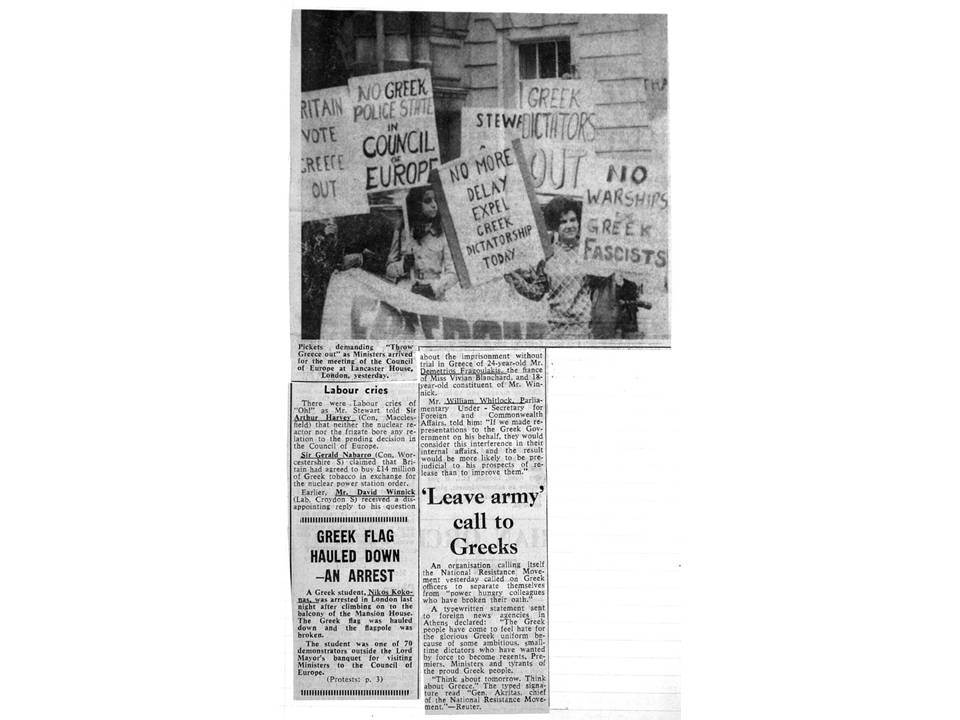 RITAIN
VOTE
GREECE
OUT
NO GREEK
POLICE STATE
IN
COUNCIL
OF
EUROPE
STEWA
NO MORE
DELAY
EXPEL
GREEK
DICTATORSHIP
TODAY
GREEK
DICTATORS
OUT
NO
WARSHIPS
GREEK
FASCISTS
Pickets demanding "Throw
Greece out" as Ministers arrived
for the meeting of the Council
of Europe at Lancaster House,
London, yesterday.
Labour cries
There were Labour cries of
"Oh!" as Mr. Stewart told Sir
Arthur Harvey (Con, Maccles-
field) that neither the nuclear re-
actor nor the frigate bore any re-
lation to the pending decision in
the Council of Europe.
Sir Gerald Nabarro (Con, Wor-
cestershire S) claimed that Bri-
tain had agreed to buy £14 million
of Greek tobacco in exchange for
the nuclear power station order.
Earlier, Mr. David Winnick
(Lab, Croydon S) received a dis-
appointing reply to his question
about the imprisonment without
trial in Greece of 24-year-old Mr.
Demetrios Fragoulakis, the fiance
of Miss Vivian Blanchard, and 18-
year-old constituent of Mr. Win-
nick.
Mr. William Whitlock, Parlia-
mentary Under-Secretary for
Foreign and Commonwealth
Affairs, told him: "If we made re-
presentations to the Greek Gov-
ernment on his behalf, they would
consider this interference in their
internal affairs, and the result
would be more likely to be pre-
judicial to his prospects of re-
lease than to improve them."
GREEK FLAG
HAULED DOWN
—AN ARREST
A Greek student, Nikos Koko-
nas, was arrested in London last
night after climbing on to the
balcony of the Mansion House.
The Greek flag was hauled
down and the flagpole was
broken.
The student was one of 70
demonstrators outside the Lord
Mayor's banquet for visiting
Ministers to the Council of
Europe.
(Protests: p. 3)
'Leave army'
call to
Greeks
An organisation calling itself
the National Resistance Move-
ment yesterday called on Greek
officers to separate themselves
from "power hungry colleagues
who have broken their oath."
A typewritten statement sent
to foreign news agencies in
Athens declared: "The Greek
people have come to feel hate for
the glorious Greek uniform be-
cause of some ambitious, small-
time dictators who have wanted
by force to become regents, Pre-
miers, Ministers and tyrants of
the proud Greek people.
"Think about tomorrow. Think
about Greece." The typed signa-
ture read "Gen. Akritas, chief
of the National Resistance Move-
ment."—Reuter.